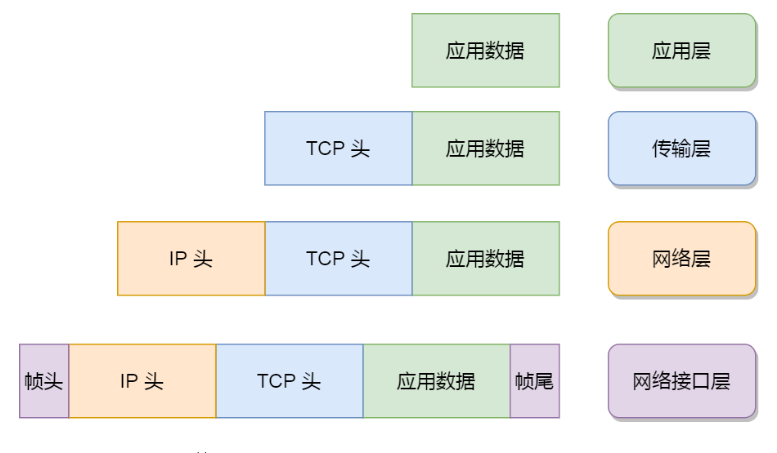 应用数据 应用层
TCP 头 应用数据 传输层
IP 头 TCP 头 应用数据 网络层
帧头 IP 头 TCP 头 应用数据 帧尾 网络接口层